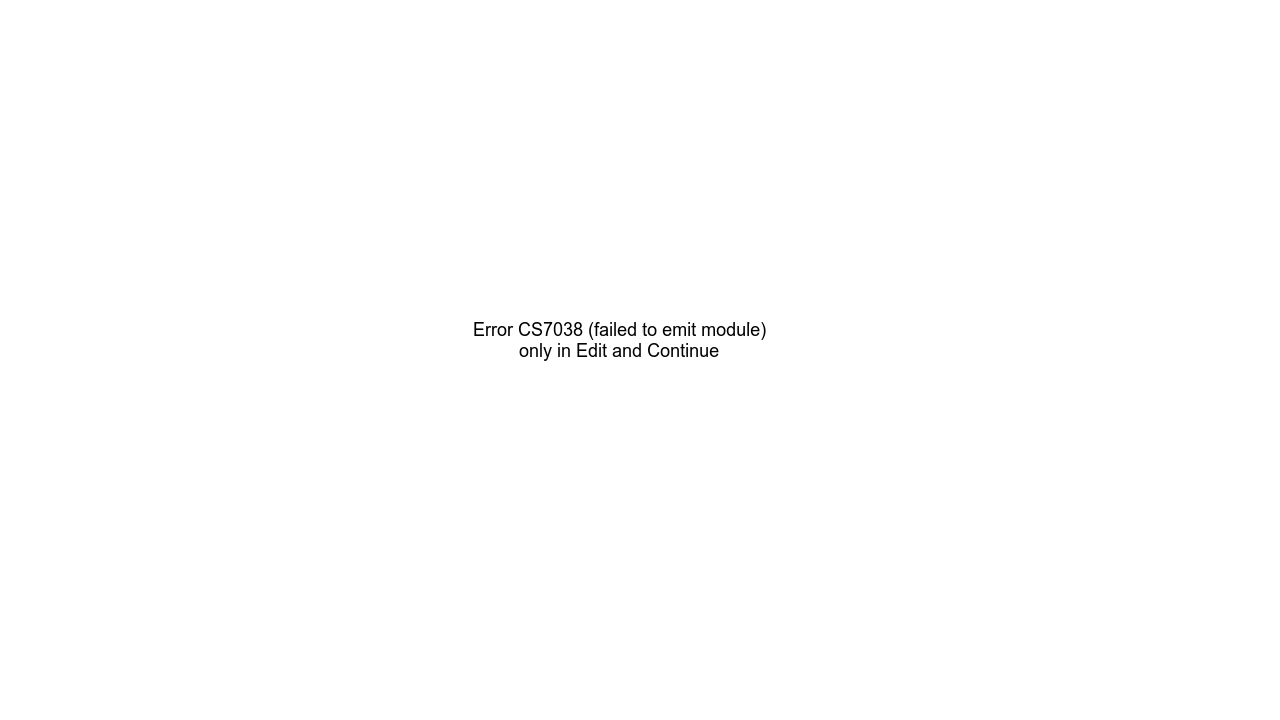 Error CS7038 (failed to emit module)
only in Edit and Continue